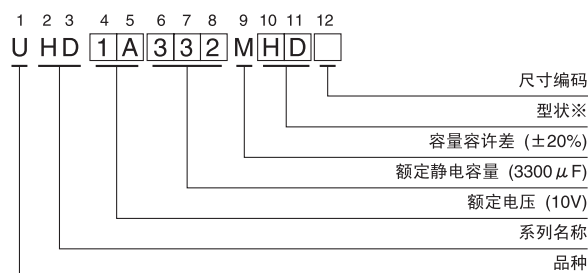 1 2 3 4 5 6 7 8 9 10 11 12
U H D 1 A 3 3 2 M H D
尺寸编码
型状※
容量容许差 (±20%)
额定静电容量 (3300μF)
额定电压 (10V)
系列名称
品种